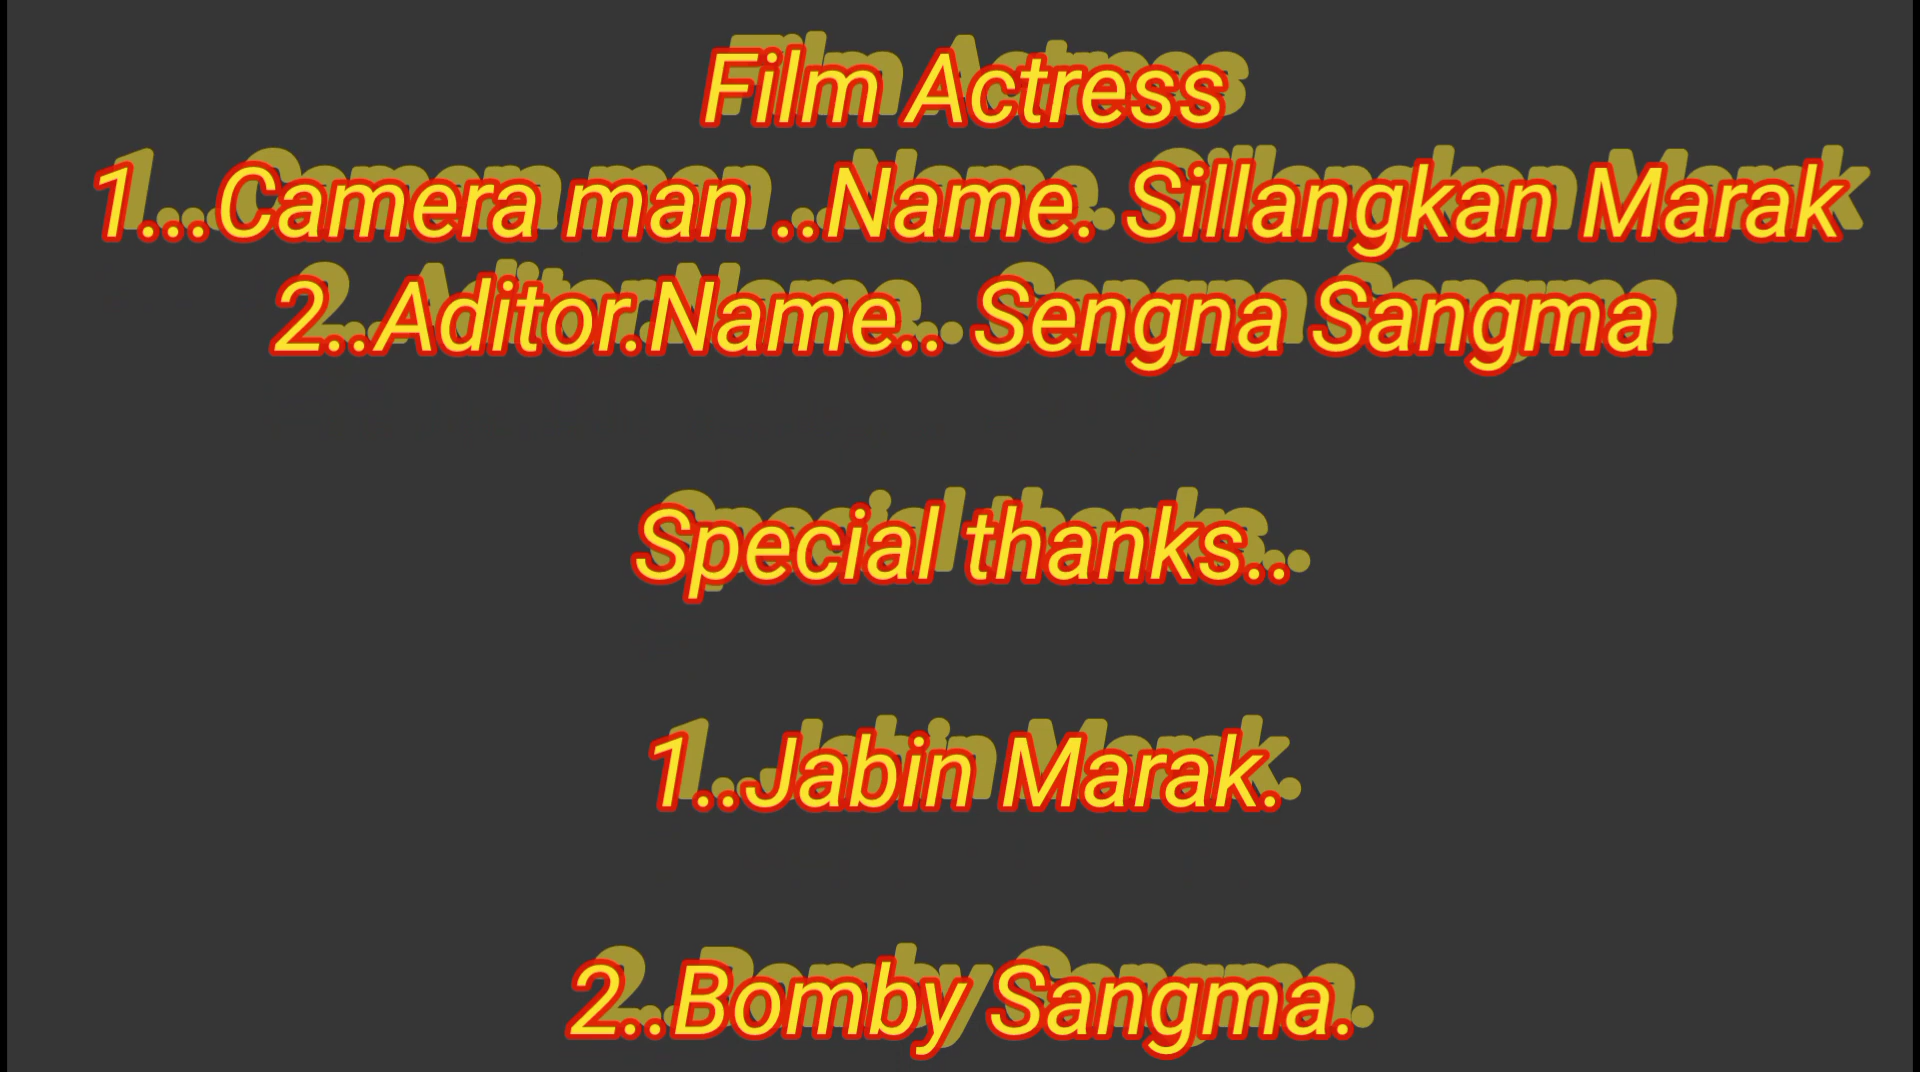 Film Actress
1...Camera man ..Name. Sillangkan Marak
2..Aditor.Name.. Sengna Sangma
Special thanks..
1..Jabin Marak.
2..Bomby Sangma.